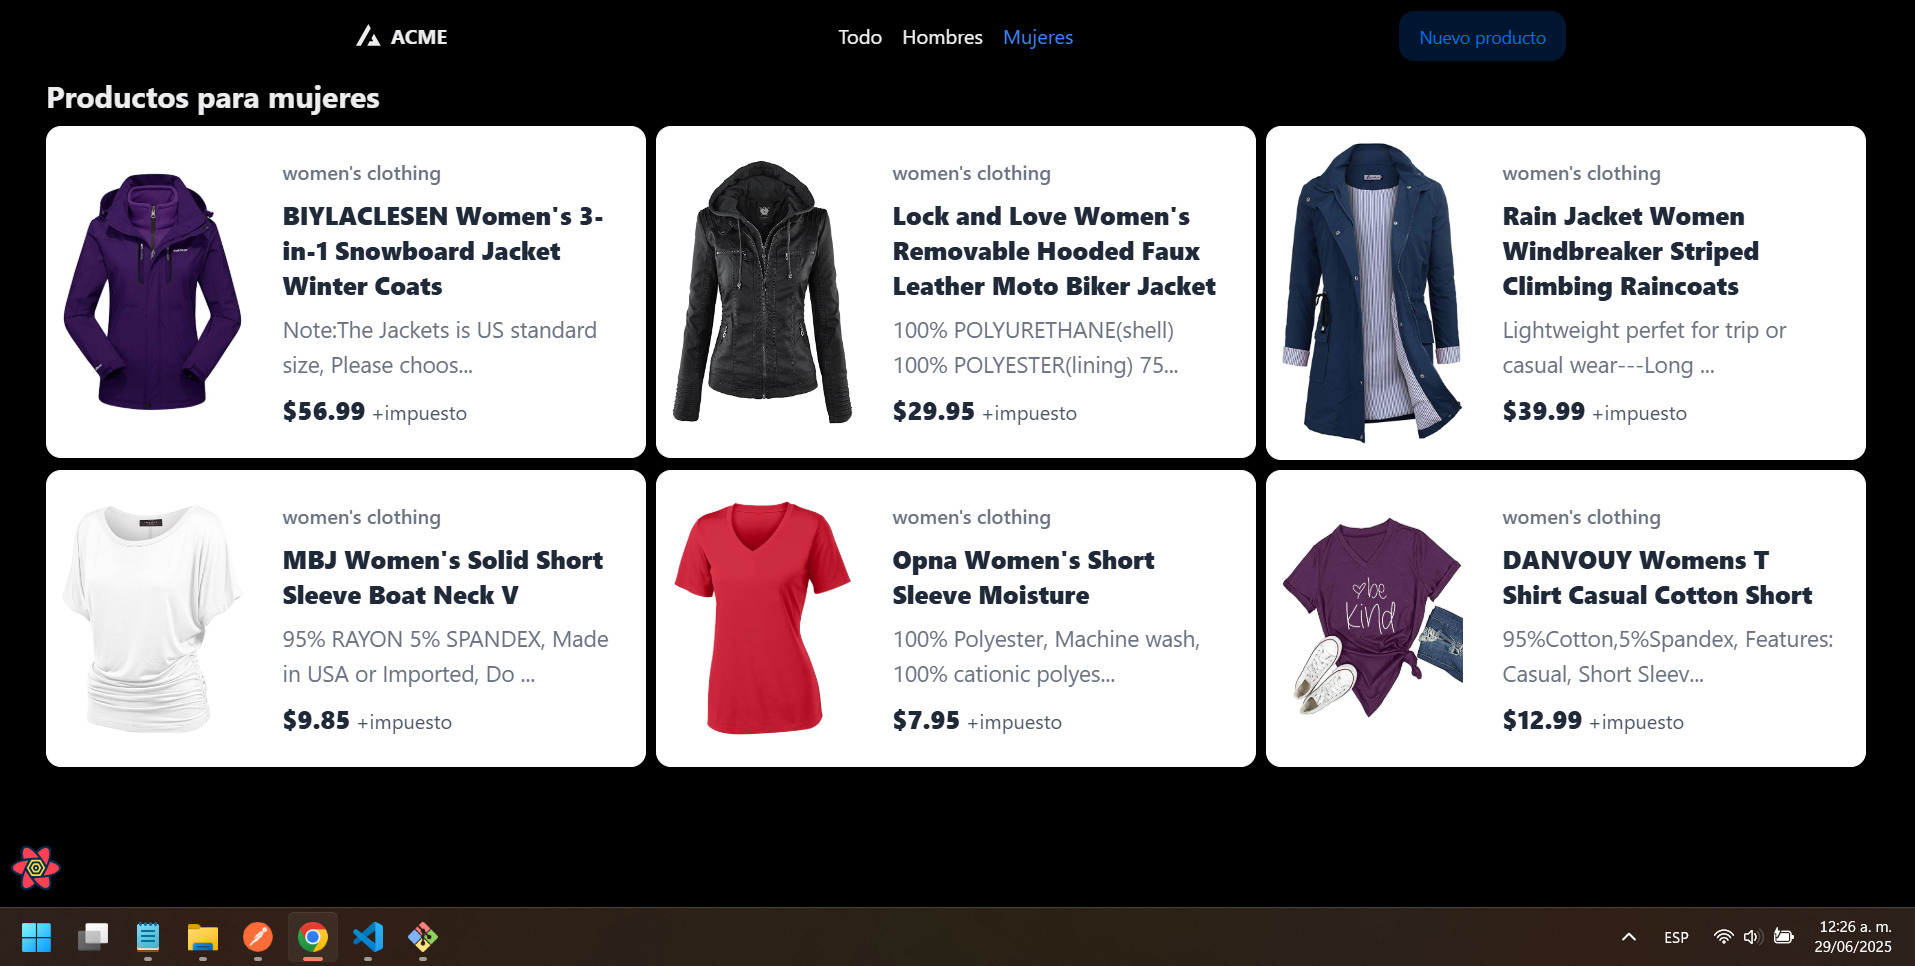 ACME
Todo Hombres Mujeres
Nuevo producto
Productos para mujeres
women's clothing
BIYLACLESEN Women's 3-
in-1 Snowboard Jacket
Winter Coats
Note:The Jackets is US standard
size, Please choos...
$56.99 +impuesto
women's clothing
Lock and Love Women's
Removable Hooded Faux
Leather Moto Biker Jacket
100% POLYURETHANE(shell)
100% POLYESTER(lining) 75...
$29.95 +impuesto
women's clothing
Rain Jacket Women
Windbreaker Striped
Climbing Raincoats
Lightweight perfet for trip or
casual wear---Long ...
$39.99 +impuesto
women's clothing
MBJ Women's Solid Short
Sleeve Boat Neck V
95% RAYON 5% SPANDEX, Made
in USA or Imported, Do ...
$9.85 +impuesto
women's clothing
Opna Women's Short
Sleeve Moisture
100% Polyester, Machine wash,
100% cationic polyes...
$7.95 +impuesto
be
kind
women's clothing
DANVOUY Womens T
Shirt Casual Cotton Short
95%Cotton,5%Spandex, Features:
Casual, Short Sleev...
$12.99 +impuesto
ESP
12:26 a. m.
29/06/2025